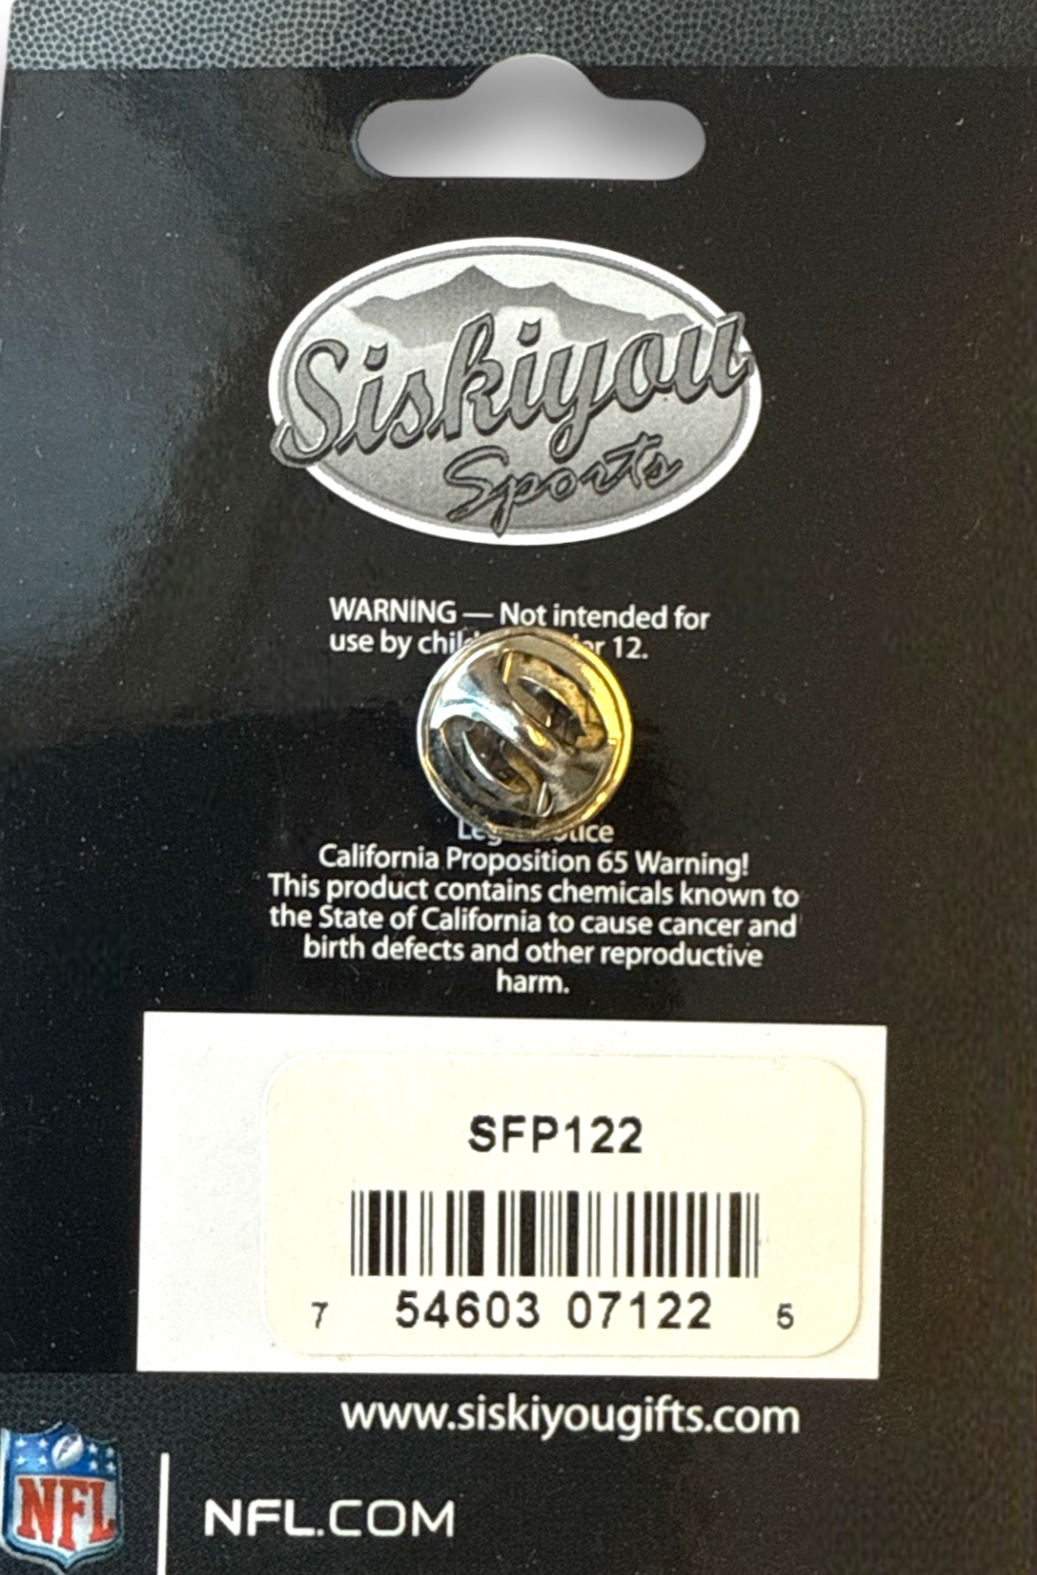 Siskiyou
Sports
WARNING — Not intended for
use by 12.
California Proposition 65 Warning!
This product contains chemicals known to
the State of California to cause cancer and
birth defects and other reproductive
harm.
SFP122
7 54603 07122 5
www.siskiyougifts.com
NFL
NFL.COM